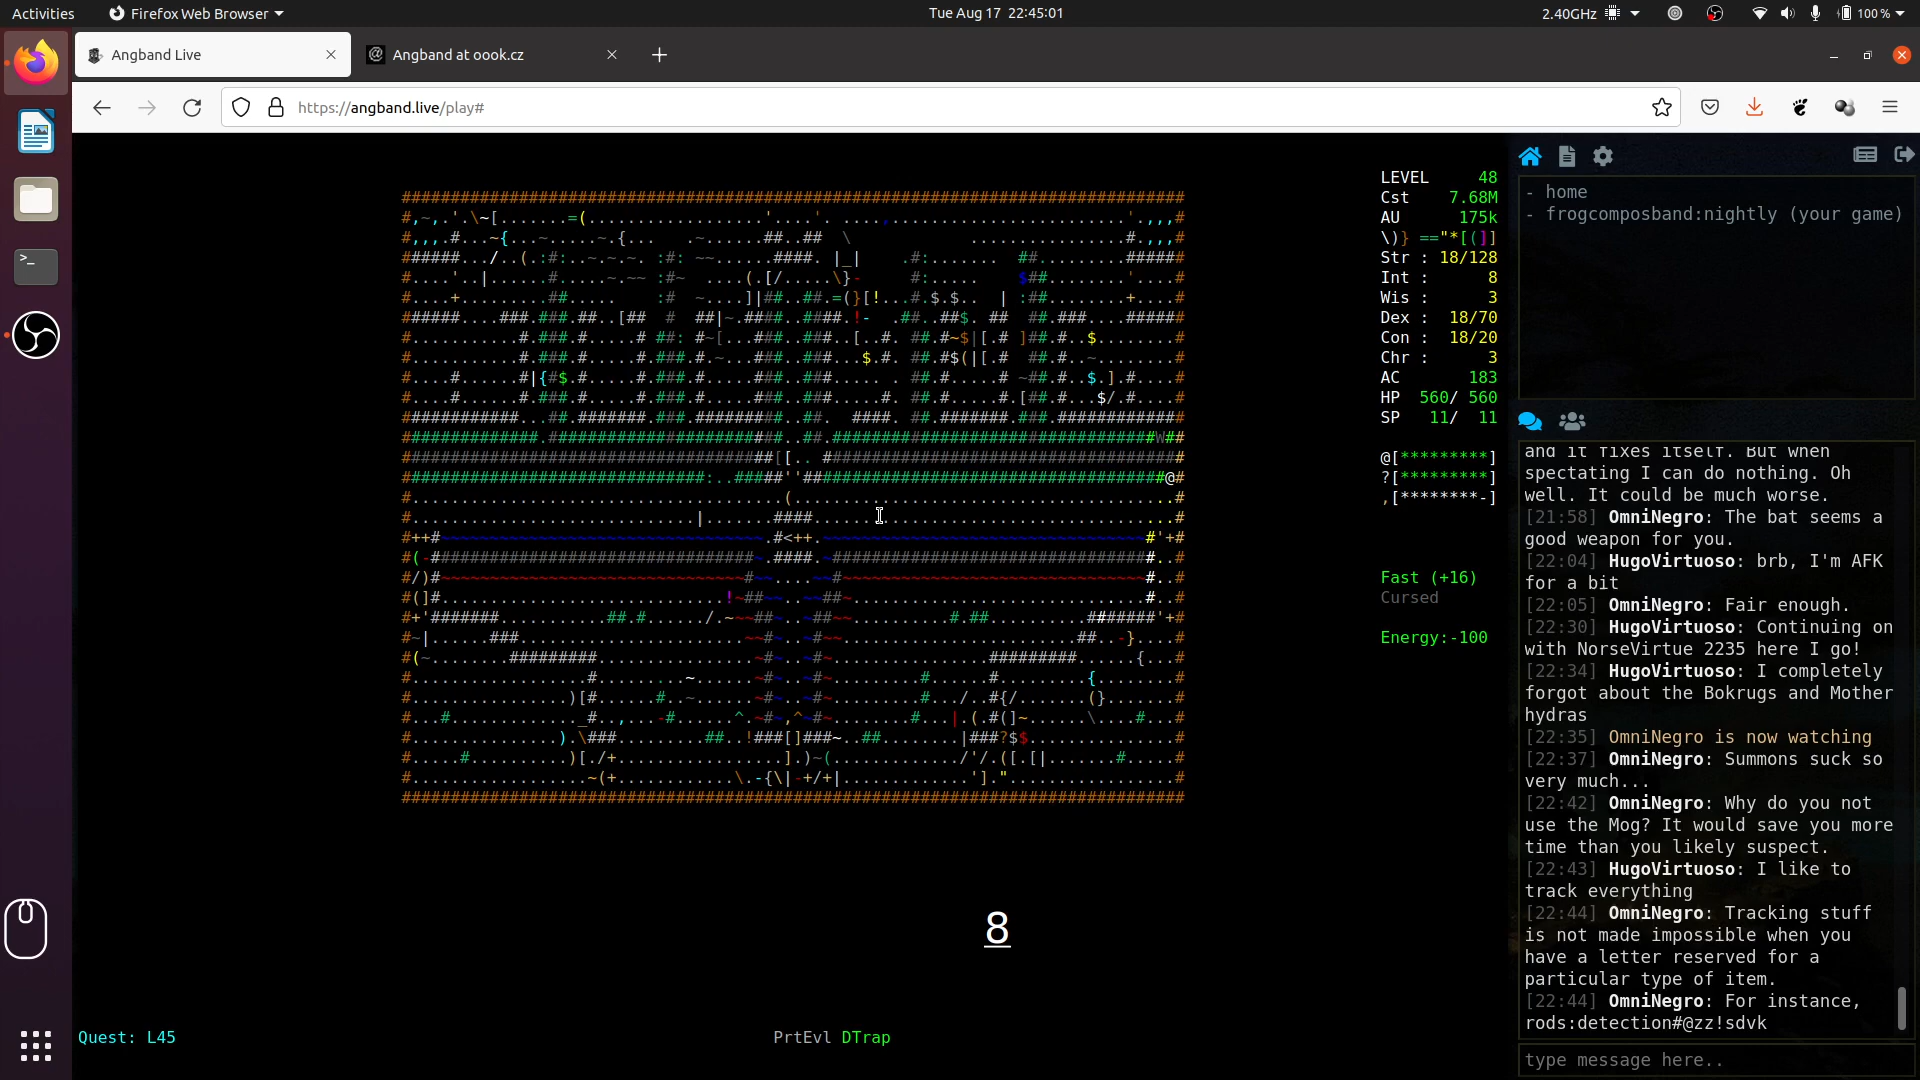 Activities
Firefox Web Browser
Tue Aug 17 22:45:01
2.40GHz
100 %
Angband Live
Angband at oook.cz
https://angband.live/play#
LEVEL 48
Cst 7.68M
AU 175k
\)} =="*[(]]
Str : 18/128
Int : 8
Wis : 3
Dex : 18/70
Con : 18/20
Chr : 3
AC 183
HP 560/ 560
SP 11/ 11
@[*********]
?[*********]
,[********-]
Fast (+16)
Cursed
Energy:-100
8
Quest: L45
PrtEvl DTrap
- home
- frogcomposband:nightly (your game)
and it fixes itself. But when
spectating I can do nothing. Oh
well. It could be much worse.
[21:58] OmniNegro: The bat seems a
good weapon for you.
[22:04] HugoVirtuoso: brb, I'm AFK
for a bit
[22:05] OmniNegro: Fair enough.
[22:30] HugoVirtuoso: Continuing on
with NorseVirtue 2235 here I go!
[22:34] HugoVirtuoso: I completely
forgot about the Bokrugs and Mother
hydras
[22:35] OmniNegro is now watching
[22:37] OmniNegro: Summons suck so
very much...
[22:42] OmniNegro: Why do you not
use the Mog? It would save you more
time than you likely suspect.
[22:43] HugoVirtuoso: I like to
track everything
[22:44] OmniNegro: Tracking stuff
is not made impossible when you
have a letter reserved for a
particular type of item.
[22:44] OmniNegro: For instance,
rods:detection#@zz!sdvk
type message here..